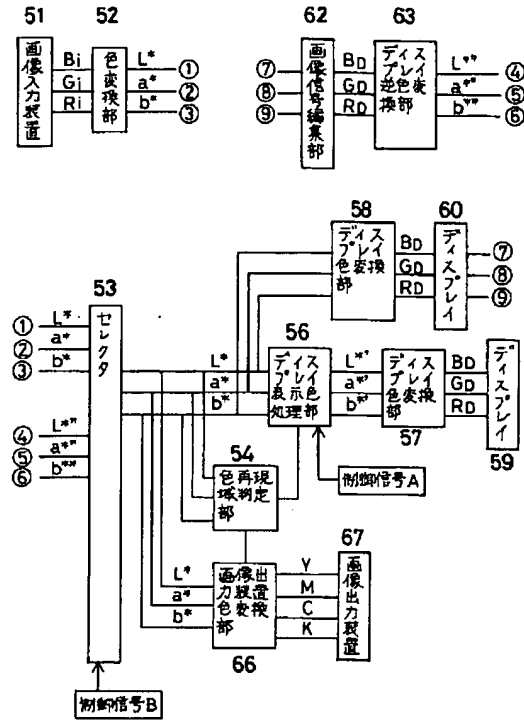 51
画像入力装置
Bi
Gi
Ri
52
色変換部
L*
a*
b*
①
②
③
62
⑦
⑧
⑨
画像信号編集部
BD
GD
RD
63
ディスプレイ色逆変換部
L*"
a*"
b*"
④
⑤
⑥
58
ディスプレイ色変換部
BD
GD
RD
60
ディスプレイ
⑦
⑧
⑨
53
セレクタ
① L*
② a*
③ b*
④ L*"
⑤ a*"
⑥ b*"
L*
a*
b*
56
ディスプレイ表示色処理部
L*'
a*'
b*'
ディスプレイ色変換部
57
BD
GD
RD
ディスプレイ
59
制御信号A
54
色再現域判定部
L*
a*
b*
画像出力装置色変換部
66
Y
M
C
K
67
画像出力装置
制御信号B